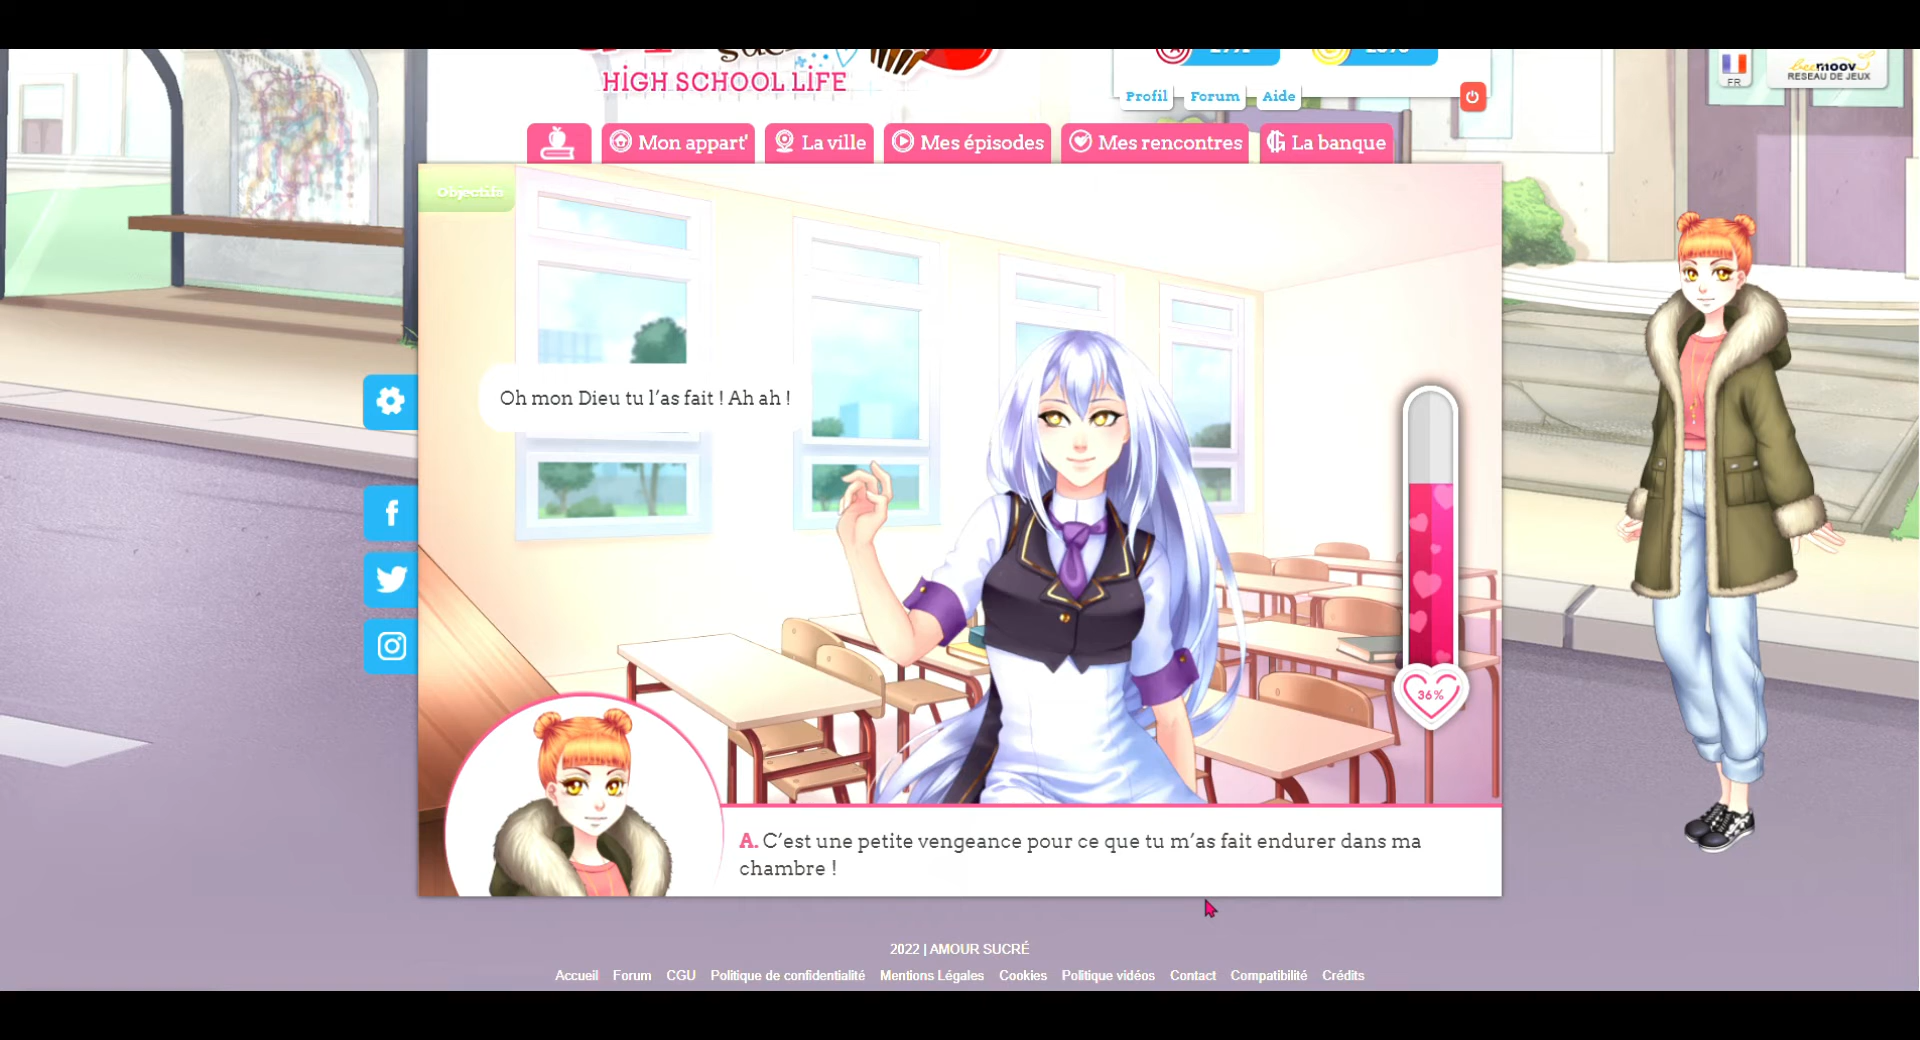 HIGH SCHOOL LIFE
FR
beemoov
RESEAU DE JEUX
Profil Forum Aide
Mon appart' La ville Mes épisodes Mes rencontres La banque
Objectifs
Oh mon Dieu tu l'as fait ! Ah ah !
36%
A. C'est une petite vengeance pour ce que tu m'as fait endurer dans ma
chambre !
2022 | AMOUR SUCRÉ
Accueil Forum CGU Politique de confidentialité Mentions Légales Cookies Politique vidéos Contact Compatibilité Crédits